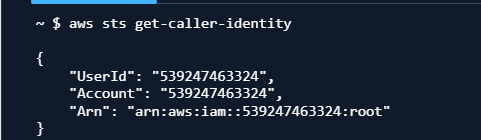 ~ $ aws sts get-caller-identity
{
    "UserId": "539247463324",
    "Account": "539247463324",
    "Arn": "arn:aws:iam::539247463324:root"
}